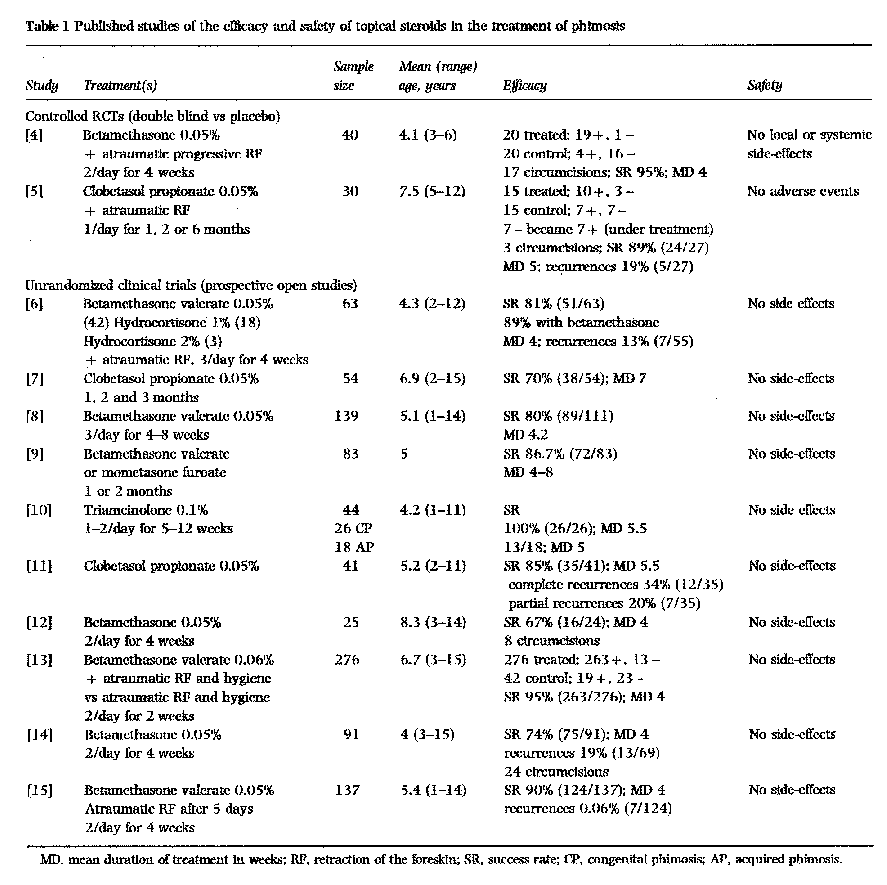 Table 1 Published studies of the efficacy and safety of topical steroids in the treatment of phimosis
Study Treatment(s) Sample size Mean (range) age, years Efficacy Safety
Controlled RCTs (double blind vs placebo)
[4] Betamethasone 0.05% 40 4.1 (3–6) 20 treated: 19+, 1– No local or systemic
+ atraumatic progressive RF 20 control; 4+, 16– side-effects
2/day for 4 weeks 17 circumcisions; SR 95%; MD 4
[5] Clobetasol propionate 0.05% 30 7.5 (5–12) 15 treated; 10+, 3– No adverse events
+ atraumatic RF 15 control; 7+, 7–
1/day for 1, 2 or 6 months 7– became 7+ (under treatment)
3 circumcisions; SR 89% (24/27)
MD 5; recurrences 19% (5/27)
Unrandomized clinical trials (prospective open studies)
[6] Betamethasone valerate 0.05% 63 4.3 (2–12) SR 81% (51/63) No side effects
(42) Hydrocortisone 1% (18) 89% with betamethasone
Hydrocortisone 2% (3) MD 4; recurrences 13% (7/55)
+ atraumatic RF, 3/day for 4 weeks
[7] Clobetasol propionate 0.05% 54 6.9 (2–15) SR 70% (38/54); MD 7 No side-effects
1, 2 and 3 months
[8] Betamethasone valerate 0.05% 139 5.1 (1–14) SR 80% (89/111) No side-effects
3/day for 4–8 weeks MD 4.2
[9] Betamethasone valerate 83 5 SR 86.7% (72/83) No side-effects
or mometasone furoate MD 4–8
1 or 2 months
[10] Triamcinolone 0.1% 44 4.2 (1–11) SR No side effects
1–2/day for 5–12 weeks 26 CP 100% (26/26); MD 5.5
18 AP 13/18; MD 5
[11] Clobetasol propionate 0.05% 41 5.2 (2–11) SR 85% (35/41); MD 5.5 No side-effects
complete recurrences 34% (12/35)
partial recurrences 20% (7/35)
[12] Betamethasone 0.05% 25 8.3 (3–14) SR 67% (16/24); MD 4 No side-effects
2/day for 4 weeks 8 circumcisions
[13] Betamethasone valerate 0.06% 276 6.7 (3–15) 276 treated; 263+, 13– No side-effects
+ atraumatic RF and hygiene 42 control; 19+, 23–
vs atraumatic RF and hygiene SR 95% (263/276); MD 4
2/day for 2 weeks
[14] Betamethasone 0.05% 91 4 (3–15) SR 74% (75/91); MD 4 No side-effects
2/day for 4 weeks recurrences 19% (13/69)
24 circumcisions
[15] Betamethasone valerate 0.05% 137 5.4 (1–14) SR 90% (124/137); MD 4 No side-effects
Atraumatic RF after 5 days recurrences 0.06% (7/124)
2/day for 4 weeks
MD, mean duration of treatment in weeks; RF, retraction of the foreskin; SR, success rate; CP, congenital phimosis; AP, acquired phimosis.